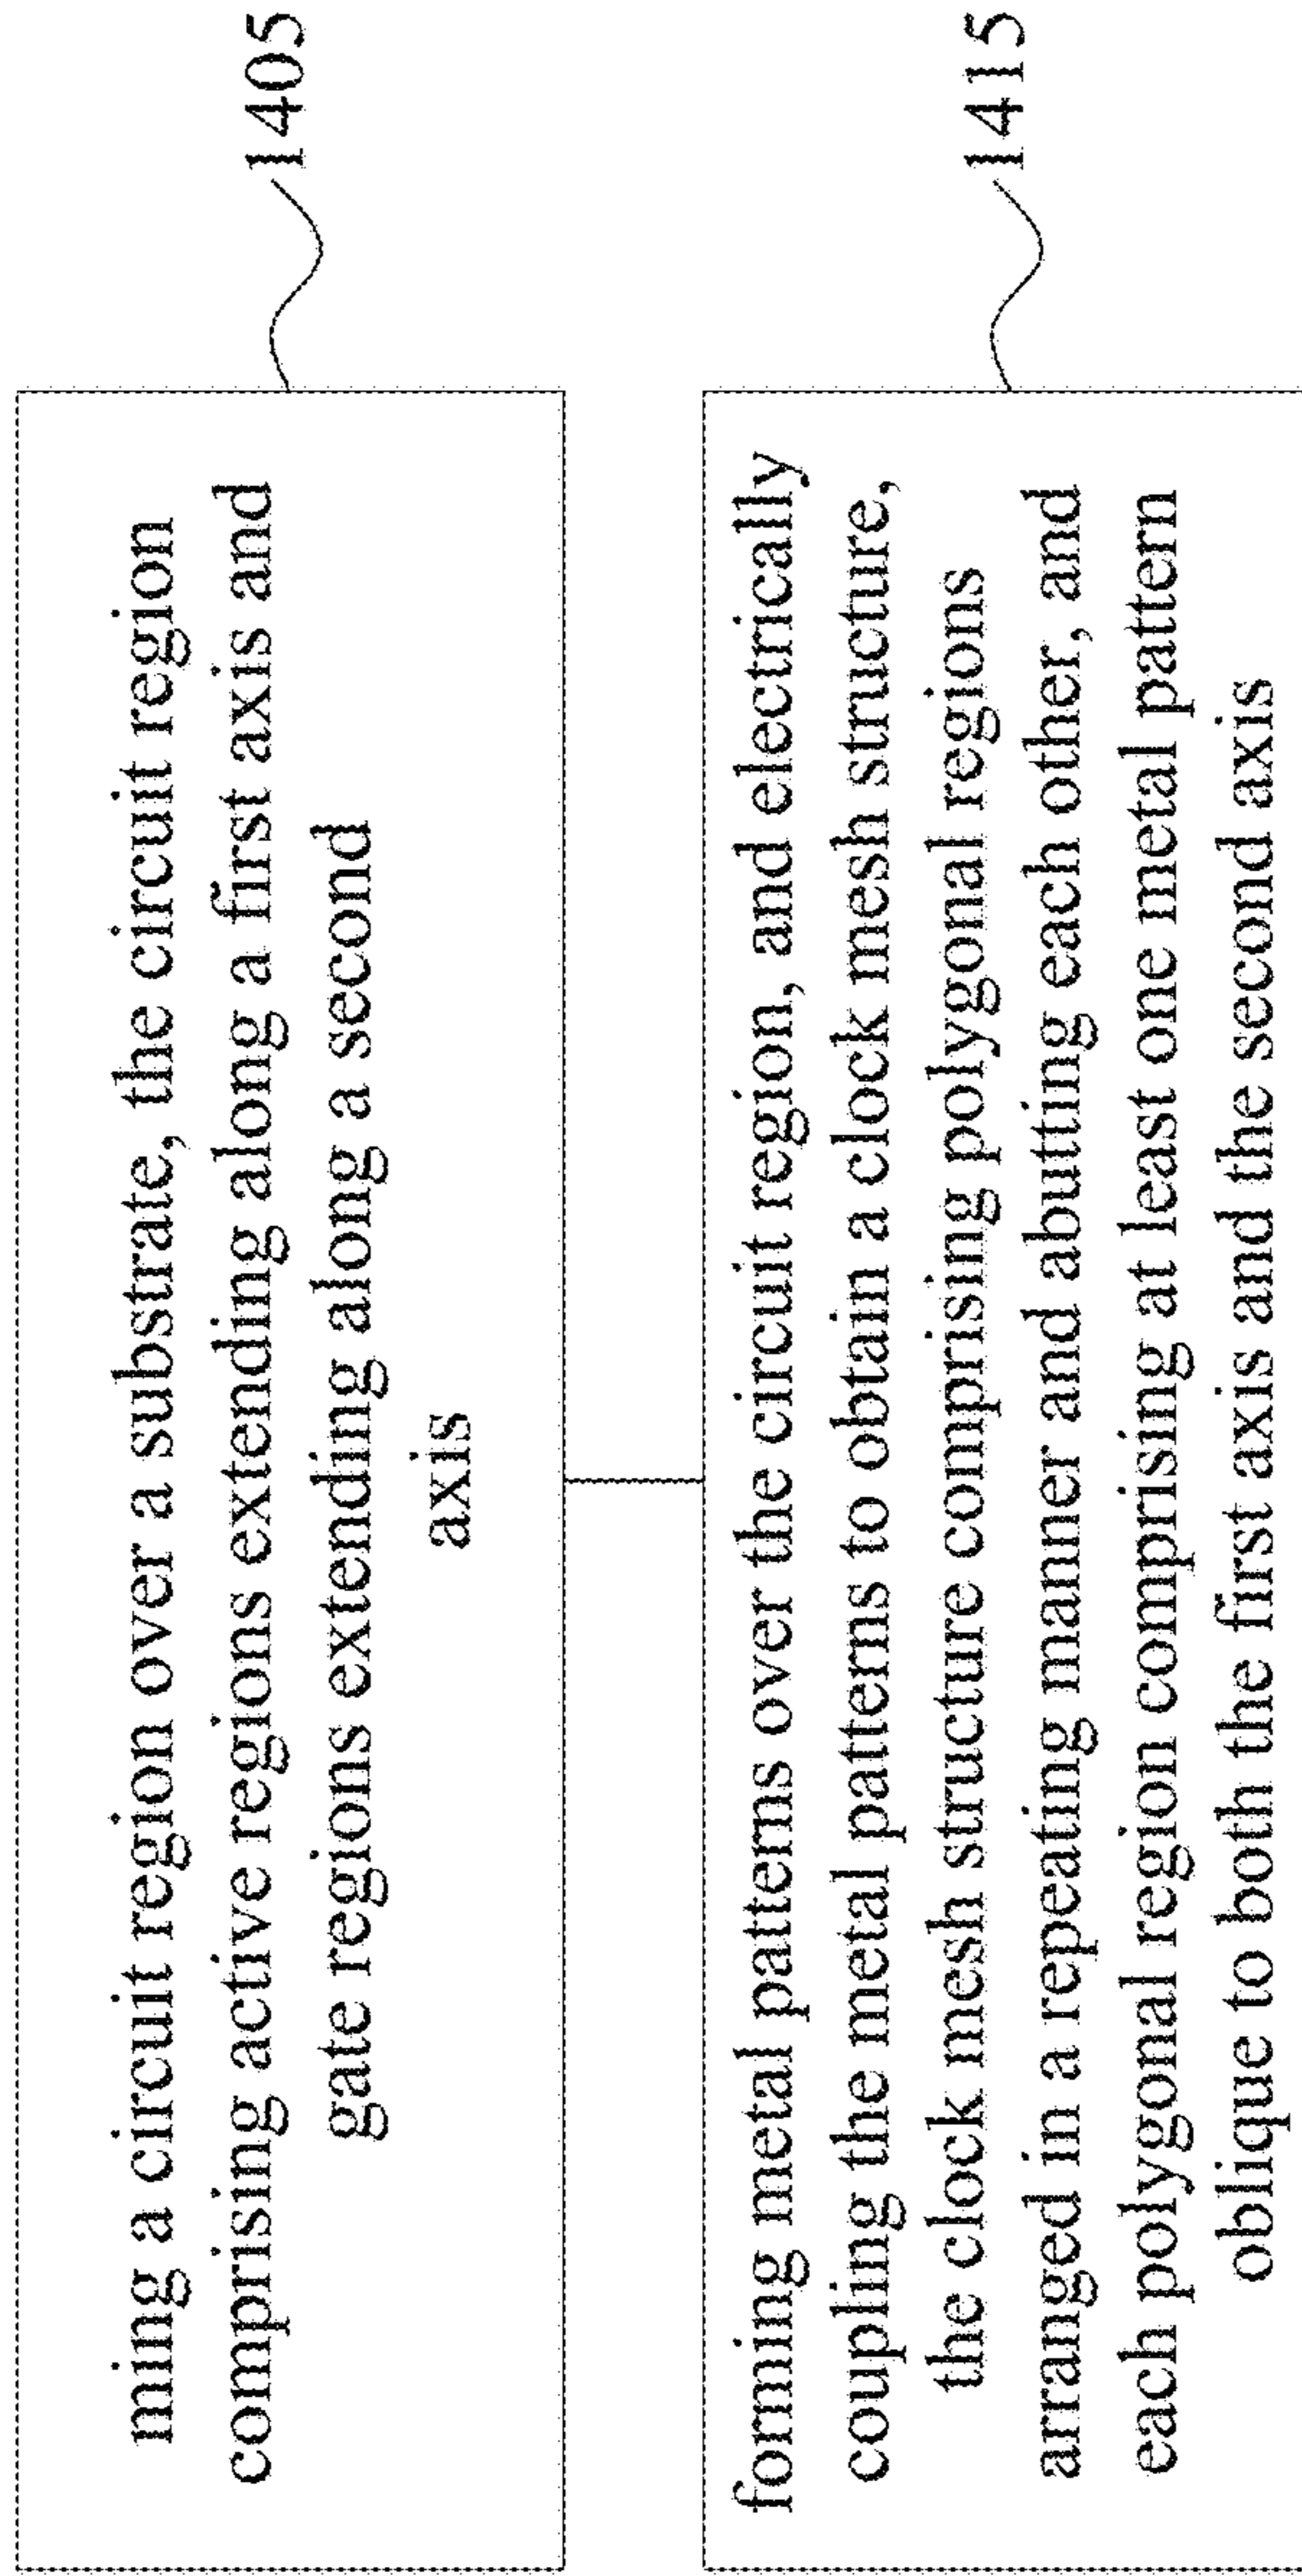 ming a circuit region over a substrate, the circuit region
comprising active regions extending along a first axis and
gate regions extending along a second
axis
1405
forming metal patterns over the circuit region, and electrically
coupling the metal patterns to obtain a clock mesh structure,
the clock mesh structure comprising polygonal regions
arranged in a repeating manner and abutting each other, and
each polygonal region comprising at least one metal pattern
oblique to both the first axis and the second axis
1415